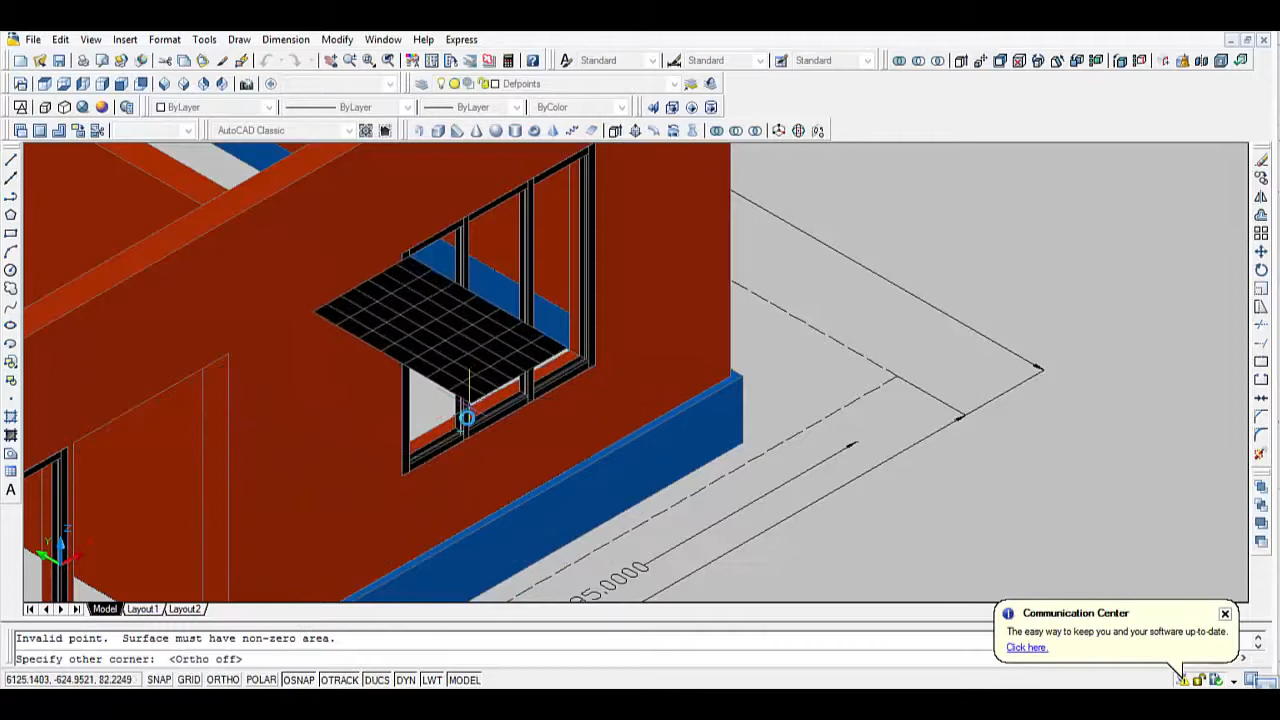 File Edit View Insert Format Tools Draw Dimension Modify Window Help Express
Standard Standard Standard
Defpoints
ByLayer ByLayer ByLayer ByColor
AutoCAD Classic
A
Y Z
95.0000
Model Layout1 Layout2
Communication Center
The easy way to keep you and your software up-to-date.
Click here.
Invalid point. Surface must have non-zero area.
Specify other corner: <Ortho off>
6125.1403, -624.9521, 82.2249 SNAP GRID ORTHO POLAR OSNAP OTRACK DUCS DYN LWT MODEL